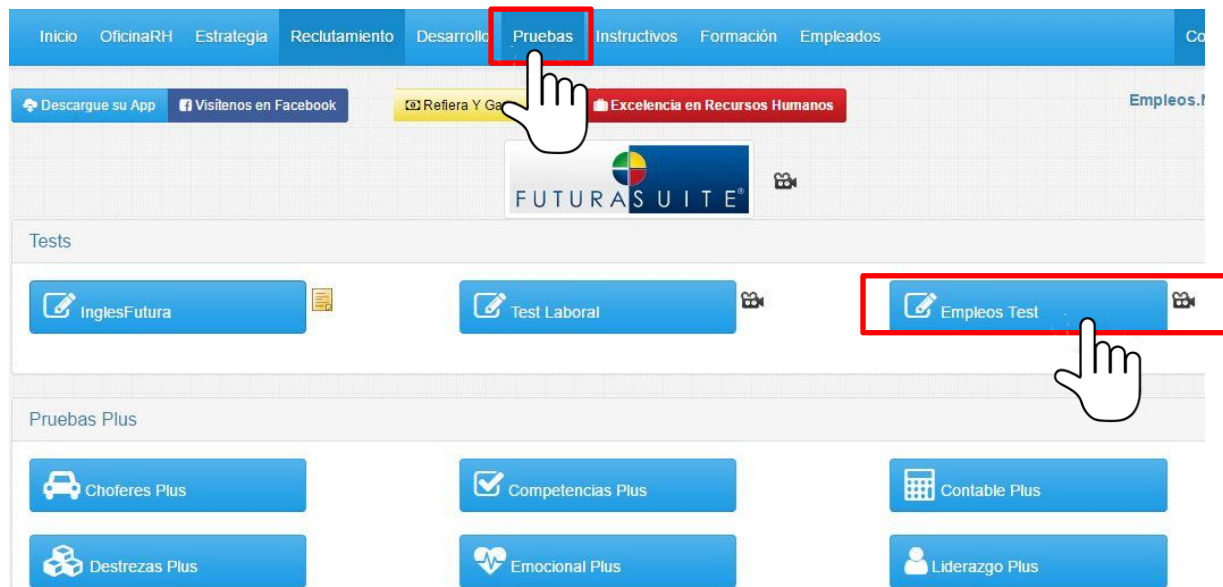 Inicio OficinaRH Estrategia Reclutamiento Desarrollo Pruebas Instructivos Formación Empleados
Descargue su App Visítenos en Facebook Refiera Y Excelencia en Recursos Humanos
FUTURASUITE®
Tests
InglesFutura Test Laboral Empleos Test
Pruebas Plus
Choferes Plus Competencias Plus Contable Plus
Destrezas Plus Emocional Plus Liderazgo Plus